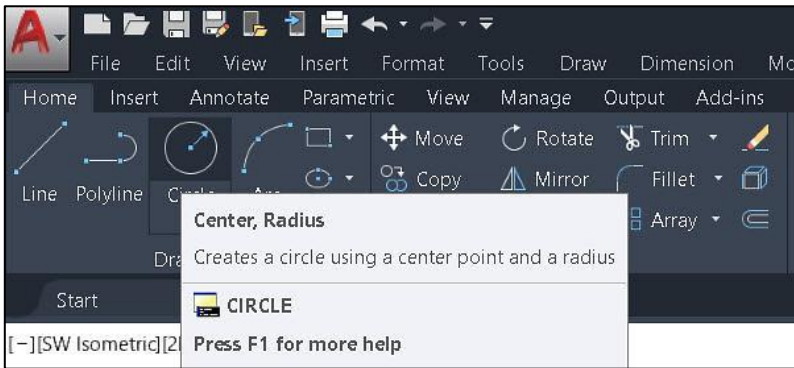 File Edit View Insert Format Tools Draw Dimension Mo
Home Insert Annotate Parametric View Manage Output Add-ins
Line Polyline
Move Rotate Trim
Copy Mirror Fillet
Array
Center, Radius
Creates a circle using a center point and a radius
CIRCLE
Press F1 for more help
Start
[−][SW Isometric][2